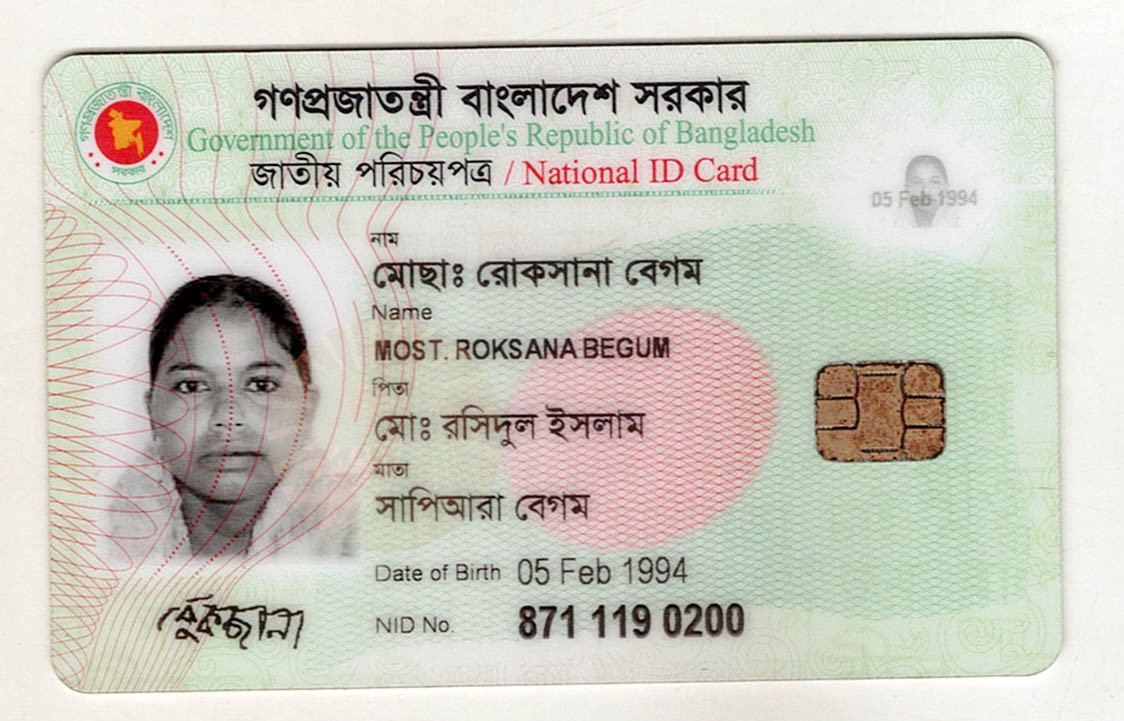 গণপ্রজাতন্ত্রী বাংলাদেশ সরকার
Government of the People's Republic of Bangladesh
জাতীয় পরিচয়পত্র / National ID Card
গণপ্রজাতন্ত্রী বাংলাদেশ
সরকার
05 Feb 1994
নাম
মোছাঃ রোকসানা বেগম
Name
MOST. ROKSANA BEGUM
পিতা
মোঃ রসিদুল ইসলাম
মাতা
সাপিআরা বেগম
Date of Birth 05 Feb 1994
NID No. 871 119 0200